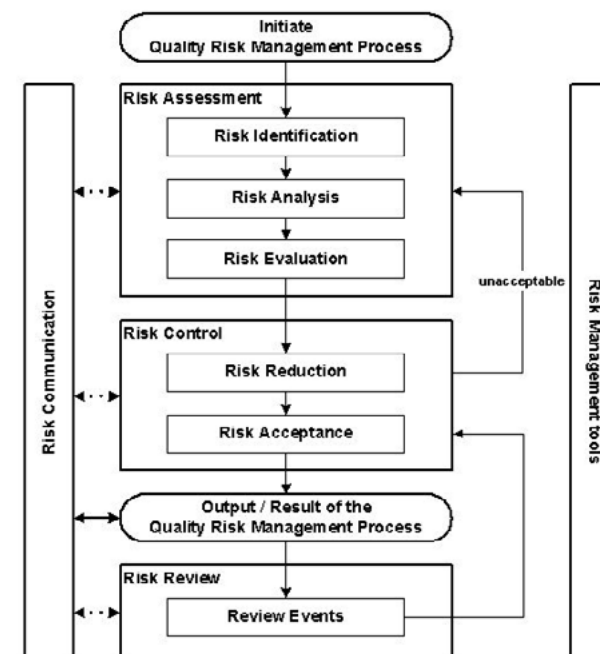 Initiate
Quality Risk Management Process
Risk Assessment
Risk Identification
Risk Analysis
Risk Evaluation
unacceptable
Risk Communication
Risk Management tools
Risk Control
Risk Reduction
Risk Acceptance
Output / Result of the
Quality Risk Management Process
Risk Review
Review Events